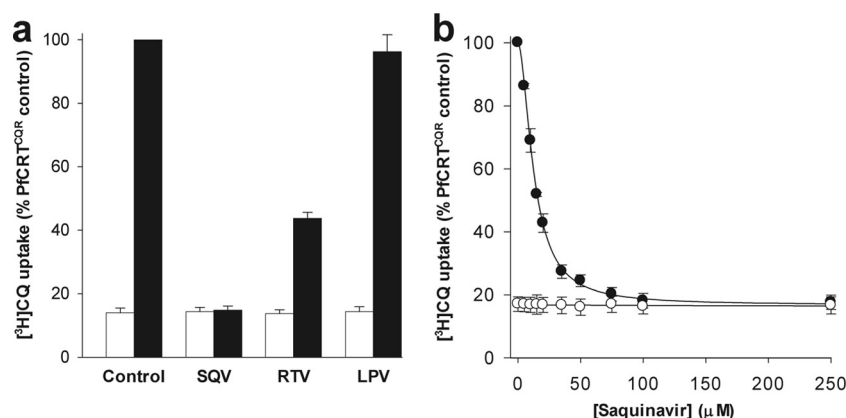 a
[³H]CQ uptake (% PfCRT^CQR control)
100
80
60
40
20
0
Control SQV RTV LPV
b
[³H]CQ uptake (% PfCRT^CQR control)
100
80
60
40
20
0
0 50 100 150 200 250
[Saquinavir] (μM)